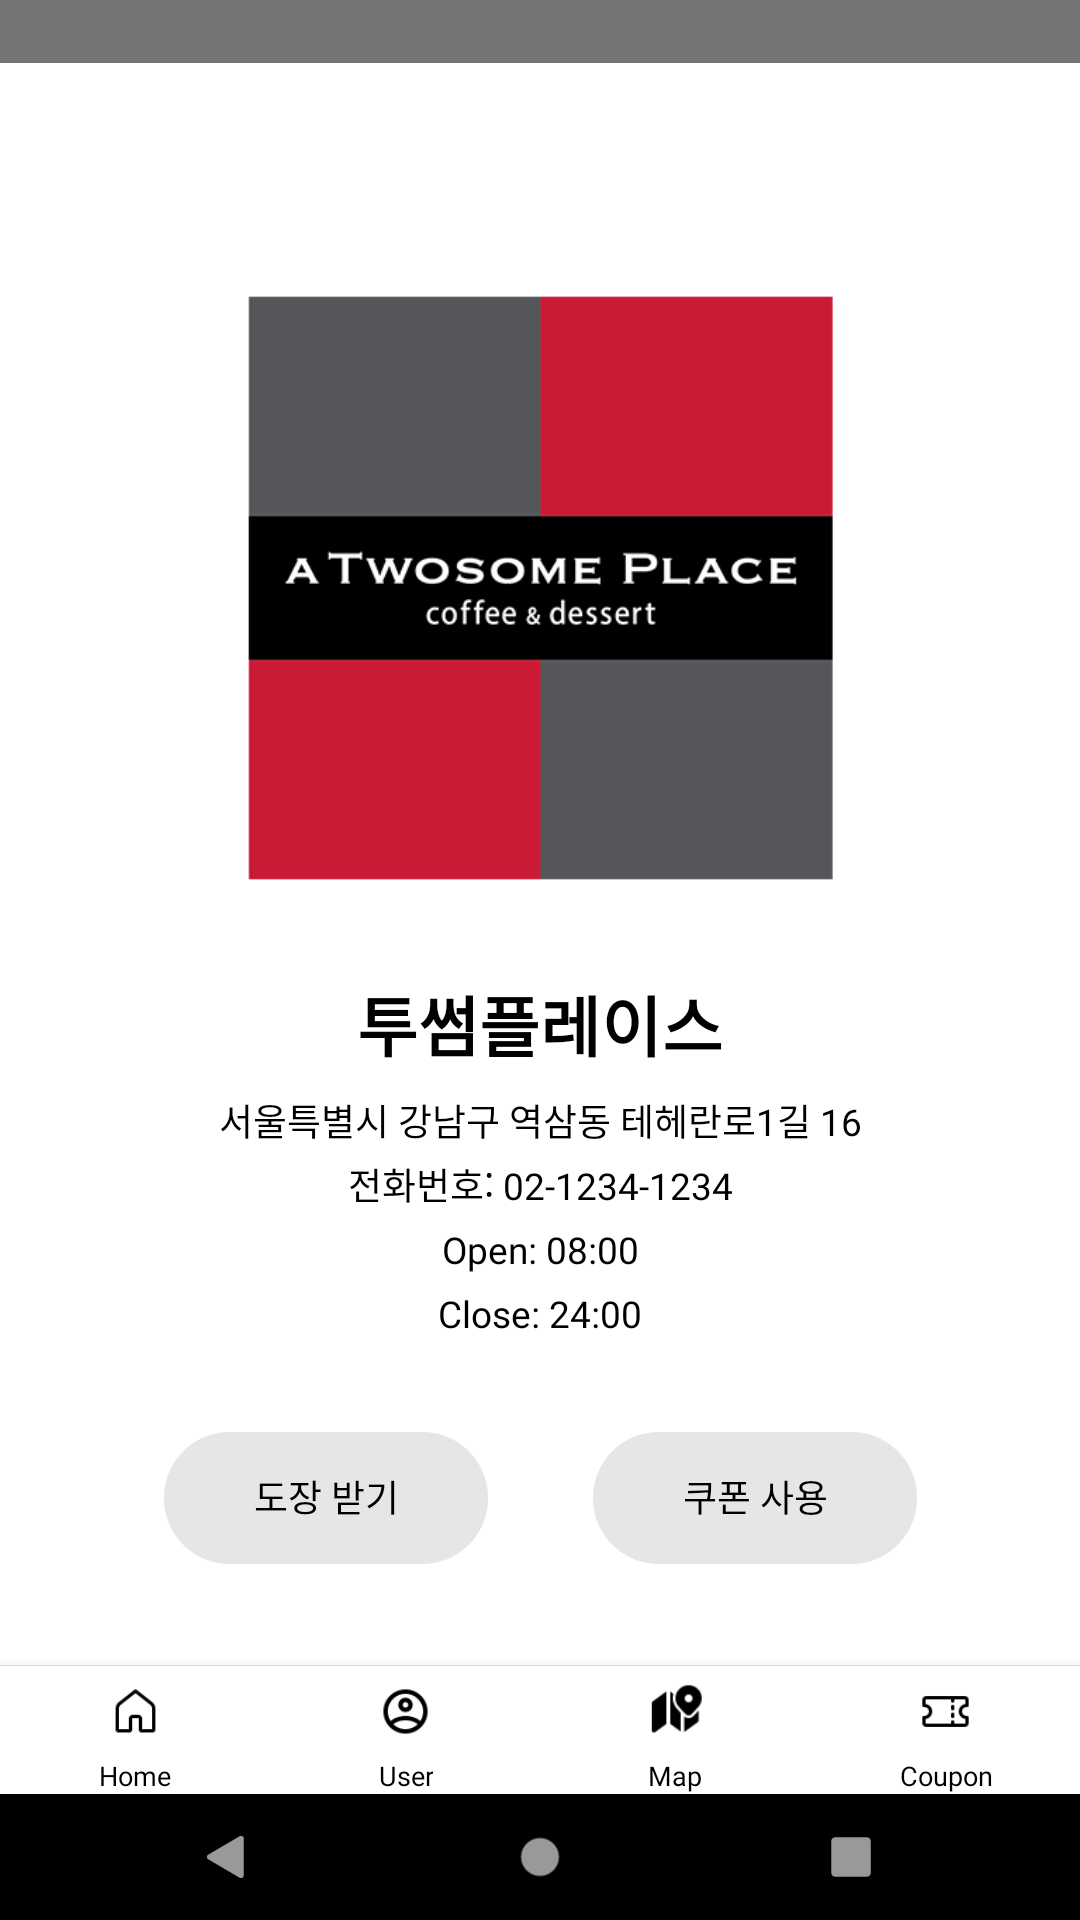 A TWOSOME PLACE
coffee & dessert
투썸플레이스
서울특별시 강남구 역삼동 테헤란로1길 16
전화번호: 02-1234-1234
Open: 08:00
Close: 24:00
도장 받기 쿠폰 사용
Home User Map Coupon